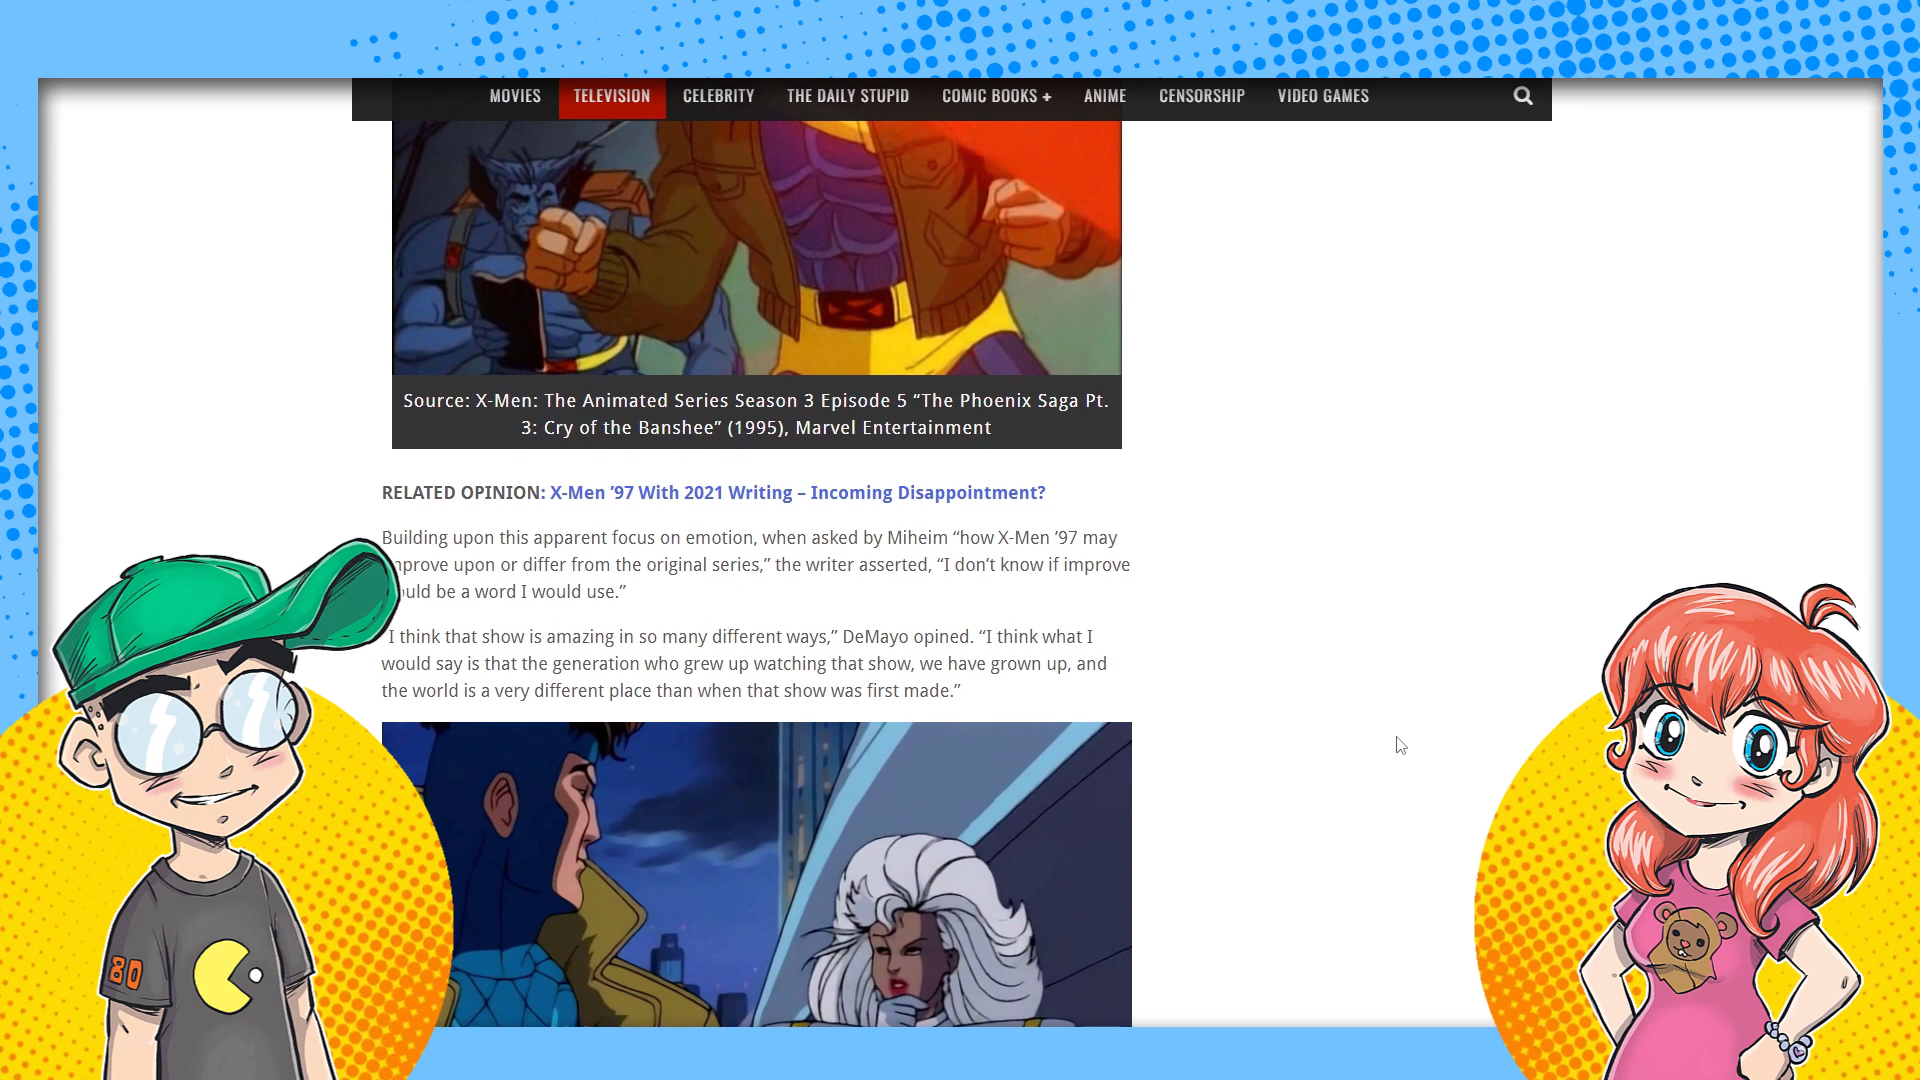 MOVIES TELEVISION CELEBRITY THE DAILY STUPID COMIC BOOKS + ANIME CENSORSHIP VIDEO GAMES
Source: X-Men: The Animated Series Season 3 Episode 5 “The Phoenix Saga Pt.
3: Cry of the Banshee” (1995), Marvel Entertainment
RELATED OPINION: X-Men ’97 With 2021 Writing – Incoming Disappointment?
Building upon this apparent focus on emotion, when asked by Miheim “how X-Men ’97 may
upon or differ from the original series,” the writer asserted, “I don’t know if improve
be a word I would use.”
I think that show is amazing in so many different ways,” DeMayo opined. “I think what I
would say is that the generation who grew up watching that show, we have grown up, and
the world is a very different place than when that show was first made.”
80